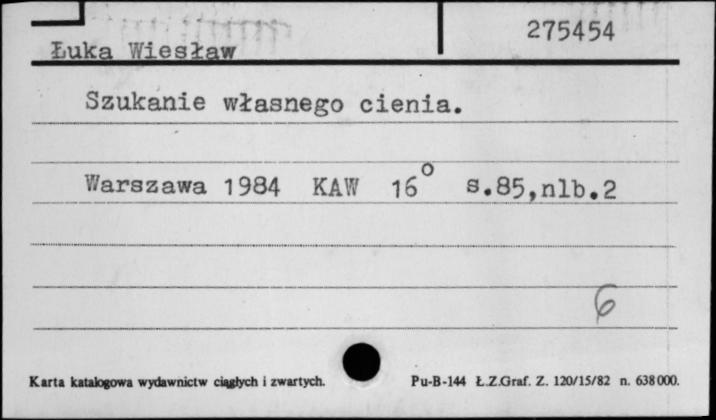 275454
Łuka Wiesław
Szukanie własnego cienia.
Warszawa 1984 KAW 16° s.85,nlb.2
6
Karta katalogowa wydawnictw ciągłych i zwartych. Pu-B-144 Ł.Z.Graf. Z. 120/15/82 n. 638000.